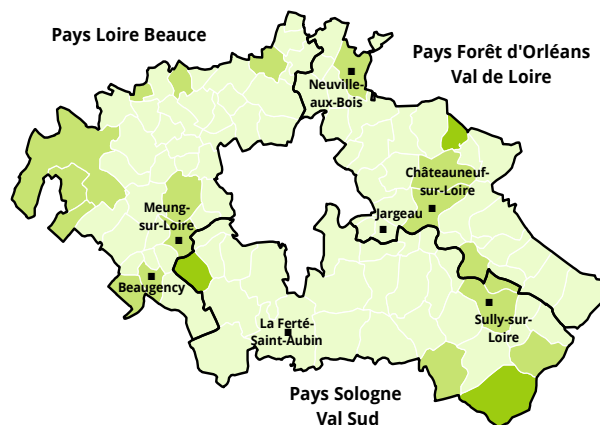 Pays Loire Beauce
Pays Forêt d'Orléans
Val de Loire
Neuville-
aux-Bois
Châteauneuf-
sur-Loire
Meung-
sur-Loire
Jargeau
Beaugency
La Ferté-
Saint-Aubin
Sully-sur-
Loire
Pays Sologne
Val Sud